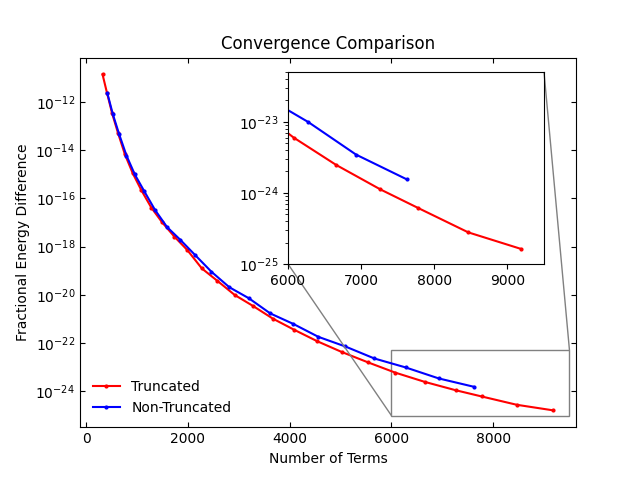 Convergence Comparison
Fractional Energy Difference
10⁻¹²
10⁻¹⁴
10⁻¹⁶
10⁻¹⁸
10⁻²⁰
10⁻²²
10⁻²⁴
10⁻²³
10⁻²⁴
10⁻²⁵
6000 7000 8000 9000
Truncated
Non-Truncated
0 2000 4000 6000 8000
Number of Terms